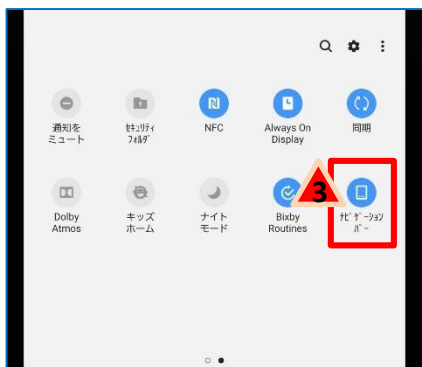 通知を
ミュート
ｾｷｭﾘﾃｨ
ﾌｫﾙﾀﾞ
NFC
Always On
Display
同期
Dolby
Atmos
キッズ
ホーム
ナイト
モード
Bixby
Routines
3
ﾅﾋﾞｹﾞｰｼｮﾝ
ﾊﾞｰ